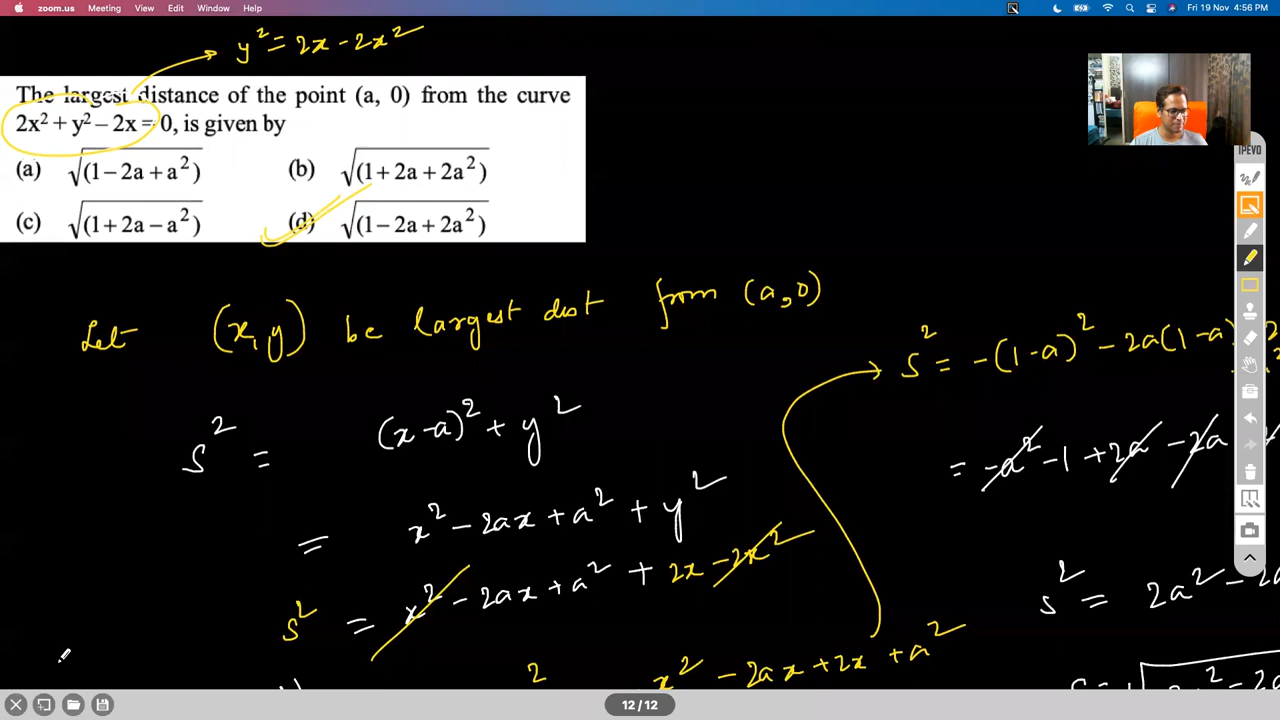 zoom.us Meeting View Edit Window Help Fri 19 Nov 4:56 PM
y² = 2x - 2x²
The largest distance of the point (a, 0) from the curve
2x² + y² – 2x = 0, is given by
(a) √(1 – 2a + a²) (b) √(1 + 2a + 2a²)
(c) √(1 + 2a – a²) (d) √(1 – 2a + 2a²)
IPEVO
Let (x, y) be largest dist from (a, 0)
s² = (x - a)² + y²
= x² - 2ax + a² + y²
s² = x² - 2ax + a² + 2x - 2x²
x² - 2ax + 2x + a²
s² = -(1-a)² - 2a(1-a)
= -a² - 1 + 2a - 2a
s² = 2a² - 2a
12 / 12